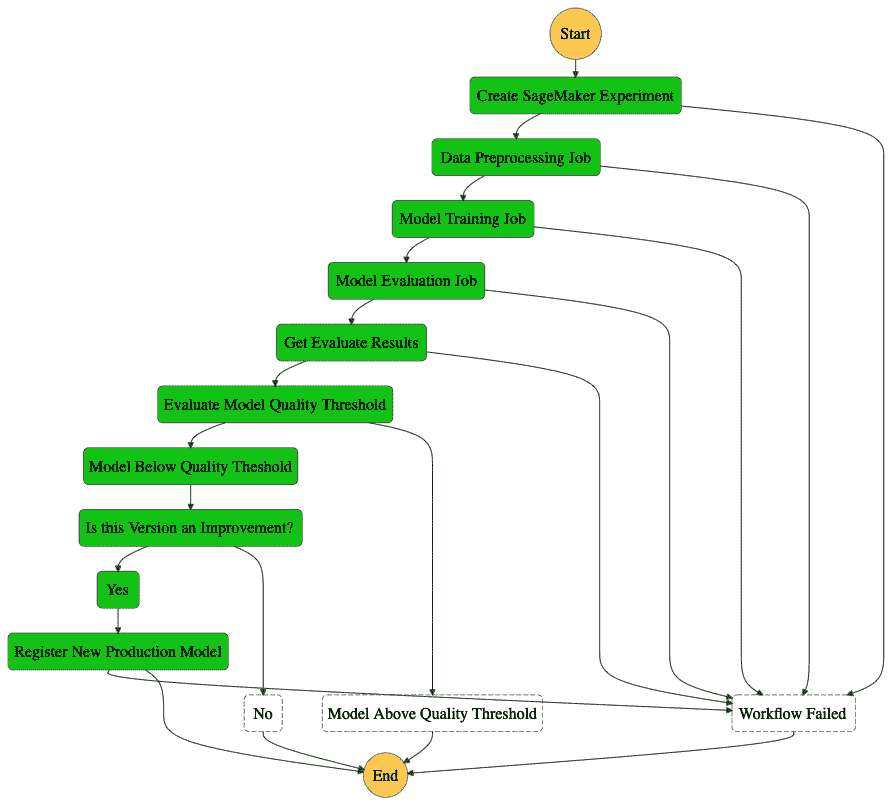 Start
Create SageMaker Experiment
Data Preprocessing Job
Model Training Job
Model Evaluation Job
Get Evaluate Results
Evaluate Model Quality Threshold
Model Below Quality Theshold
Is this Version an Improvement?
Yes
Register New Production Model
No
Model Above Quality Threshold
Workflow Failed
End